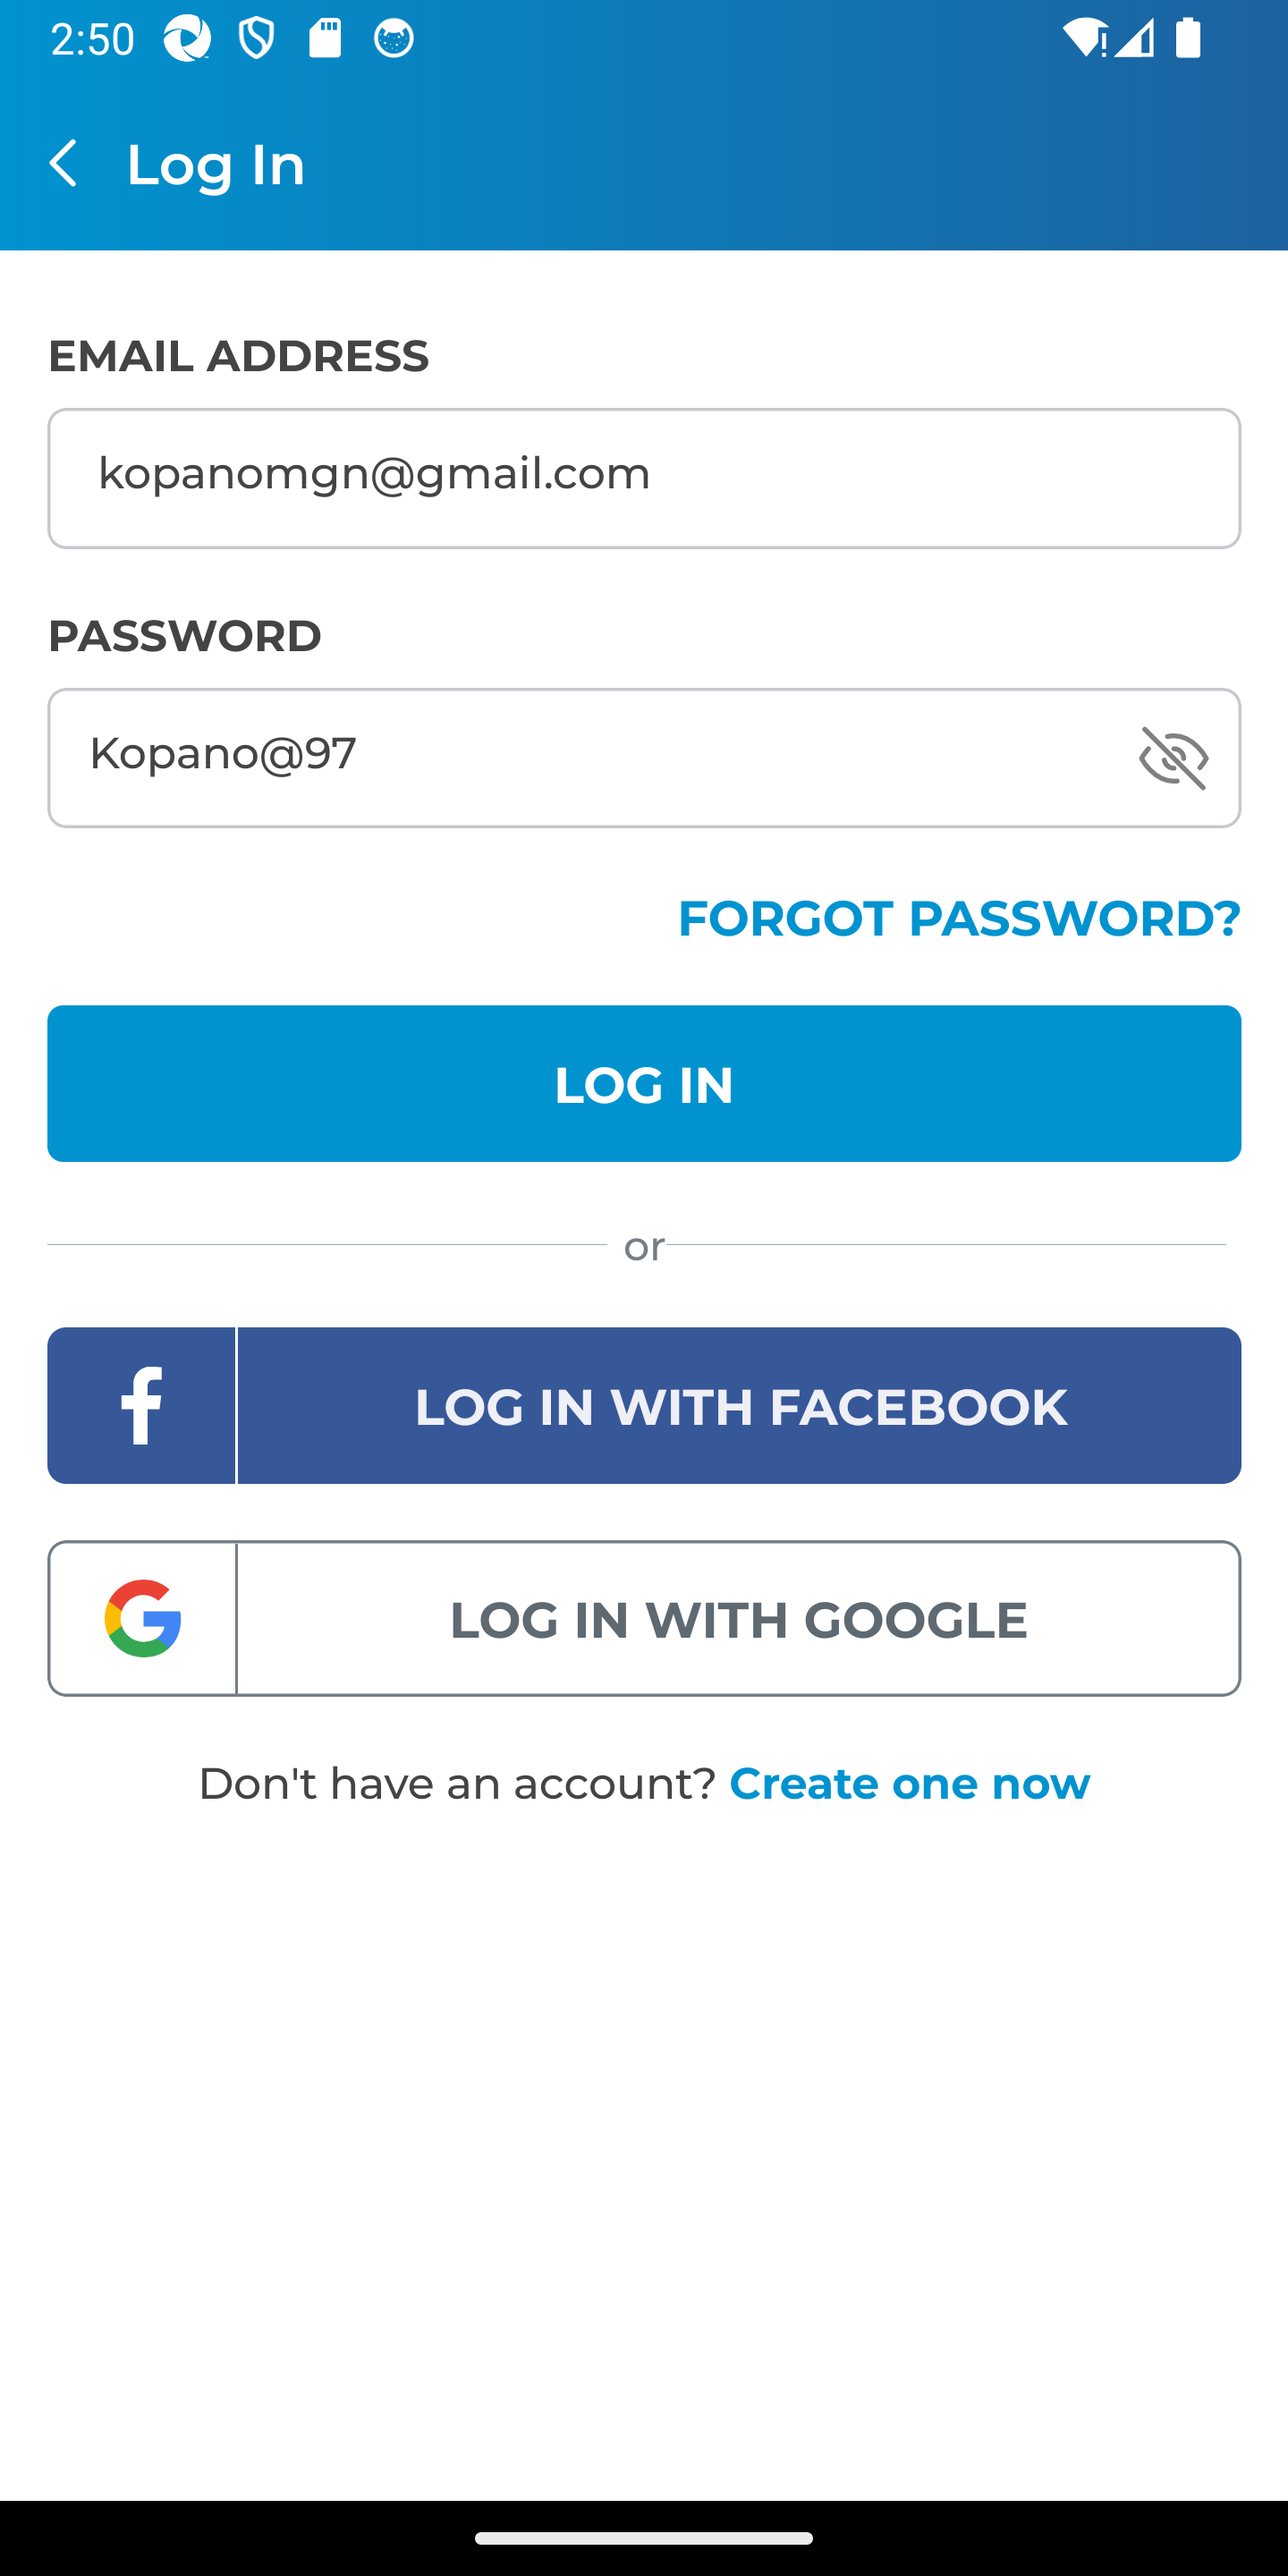 2:50
Log In
EMAIL ADDRESS
kopanomgn@gmail.com
PASSWORD
Kopano@97
FORGOT PASSWORD?
LOG IN
or
LOG IN WITH FACEBOOK
LOG IN WITH GOOGLE
Don't have an account? Create one now